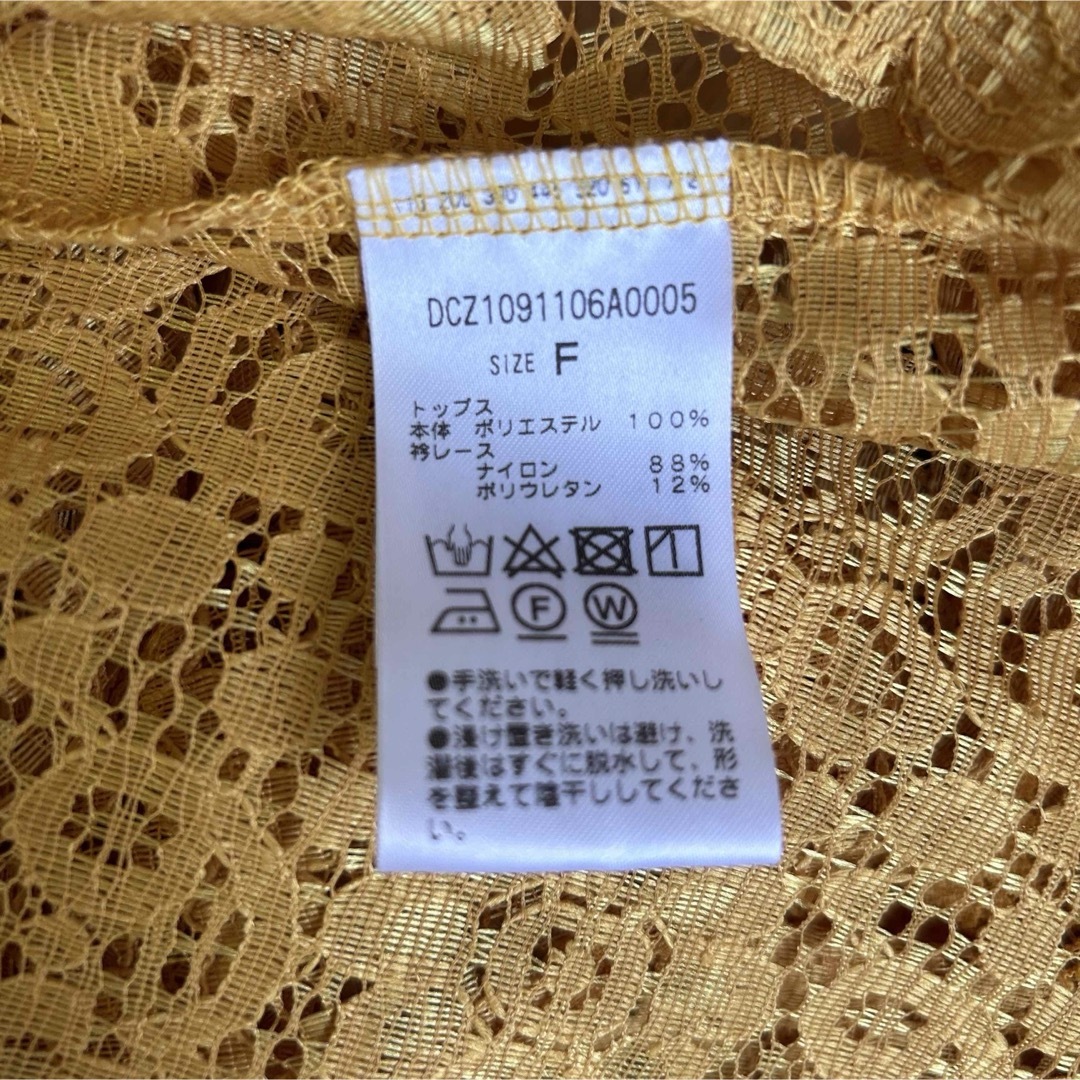 DCZ1091106A0005
SIZE F
トップス
本体 ポリエステル 100%
衿レース
ナイロン 88%
ポリウレタン 12%
F W
●手洗いで軽く押し洗いし
てください。
●浸け置き洗いは避け、洗
濯後はすぐに脱水して、形
を整えて陰干ししてくださ
い。